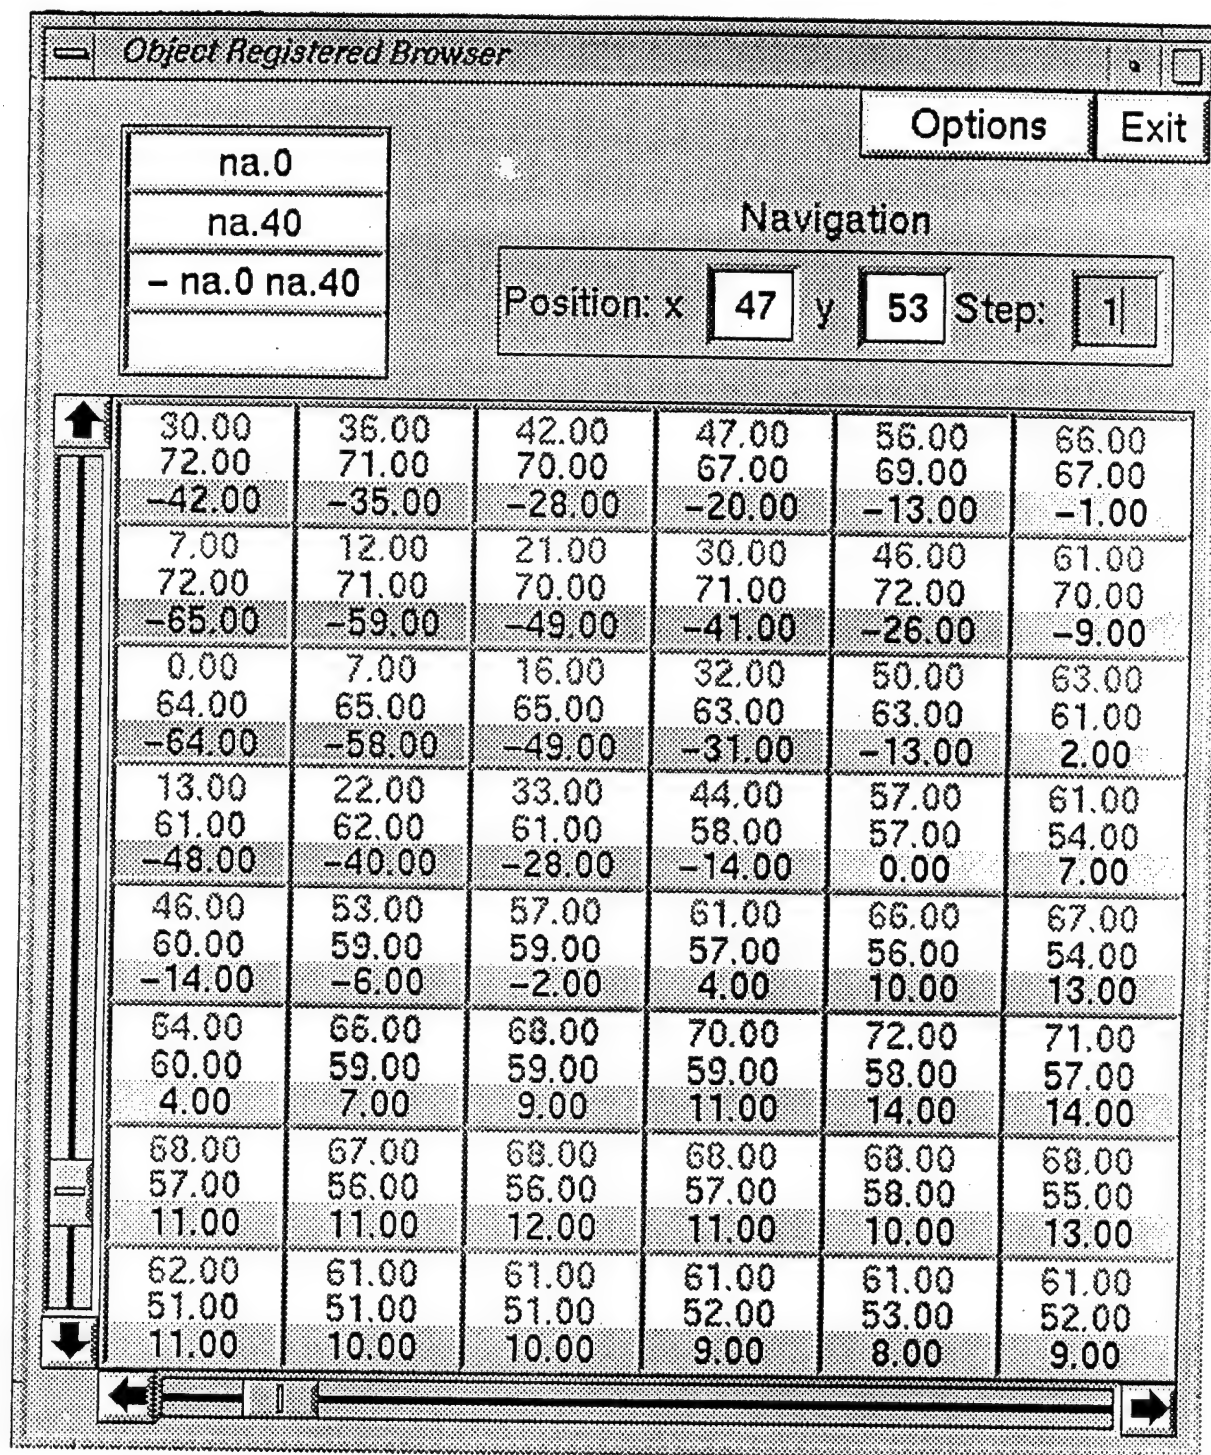 Object Registered Browser
Options Exit
na.0
na.40
– na.0 na.40
Navigation
Position: x 47 y 53 Step: 1
30.00 36.00 42.00 47.00 56.00 66.00
72.00 71.00 70.00 67.00 69.00 67.00
–42.00 –35.00 –28.00 –20.00 –13.00 –1.00
7.00 12.00 21.00 30.00 46.00 61.00
72.00 71.00 70.00 71.00 72.00 70.00
–65.00 –59.00 –49.00 –41.00 –26.00 –9.00
0.00 7.00 16.00 32.00 50.00 63.00
64.00 65.00 65.00 63.00 63.00 61.00
–64.00 –58.00 –49.00 –31.00 –13.00 2.00
13.00 22.00 33.00 44.00 57.00 61.00
61.00 62.00 61.00 58.00 57.00 54.00
–48.00 –40.00 –28.00 –14.00 0.00 7.00
46.00 53.00 57.00 61.00 66.00 67.00
60.00 59.00 59.00 57.00 56.00 54.00
–14.00 –6.00 –2.00 4.00 10.00 13.00
64.00 66.00 68.00 70.00 72.00 71.00
60.00 59.00 59.00 59.00 58.00 57.00
4.00 7.00 9.00 11.00 14.00 14.00
68.00 67.00 68.00 68.00 68.00 68.00
57.00 56.00 56.00 57.00 58.00 55.00
11.00 11.00 12.00 11.00 10.00 13.00
62.00 61.00 61.00 61.00 61.00 61.00
51.00 51.00 51.00 52.00 53.00 52.00
11.00 10.00 10.00 9.00 8.00 9.00